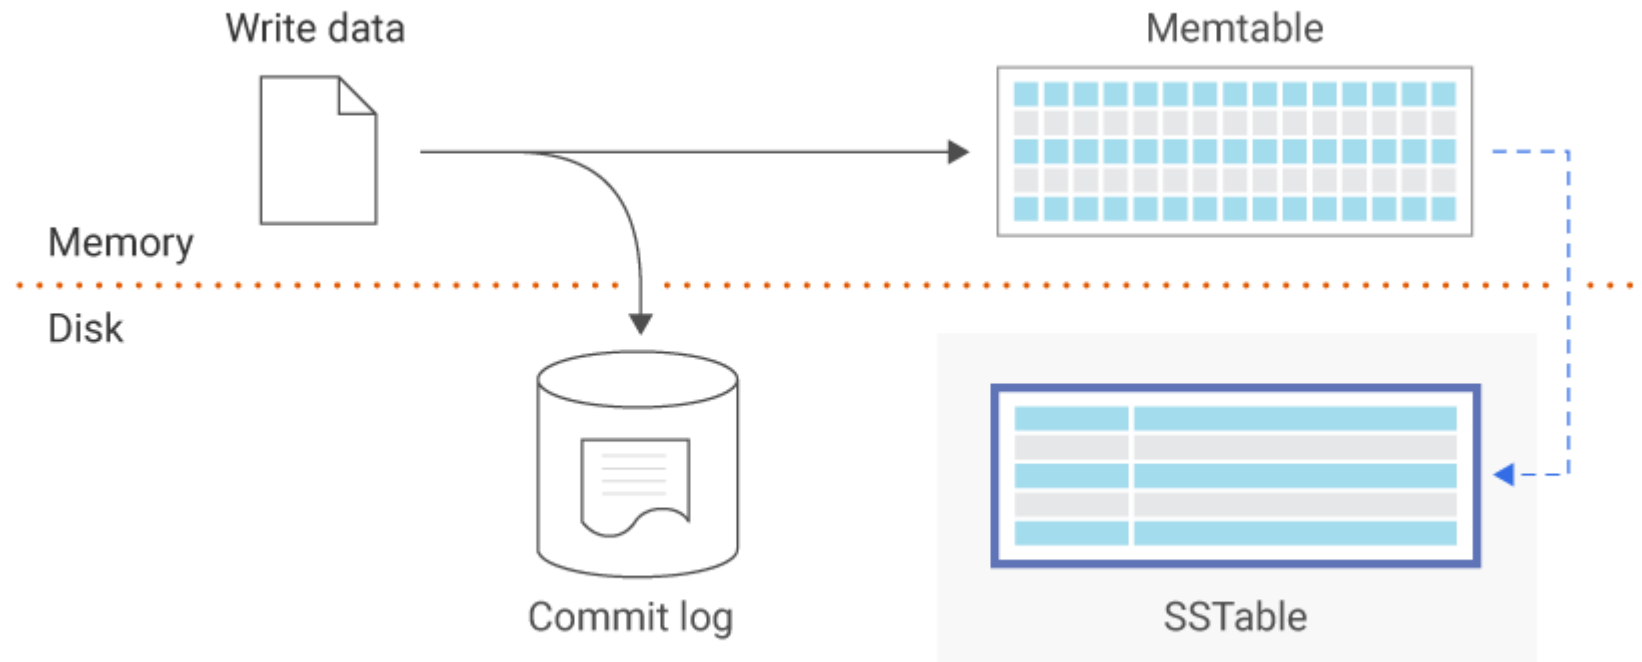 Write data
Memtable
Memory
Disk
Commit log
SSTable